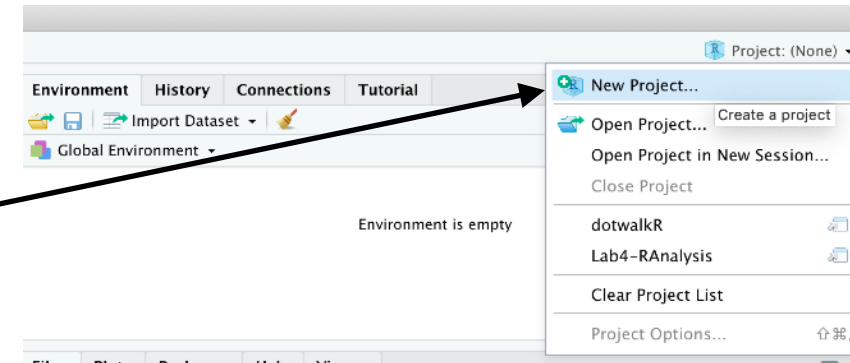 Project: (None)
Environment History Connections Tutorial
New Project...
Import Dataset
Create a project
Open Project...
Global Environment
Open Project in New Session...
Close Project
Environment is empty
dotwalkR
Lab4-RAnalysis
Clear Project List
Project Options... ⇧⌘,